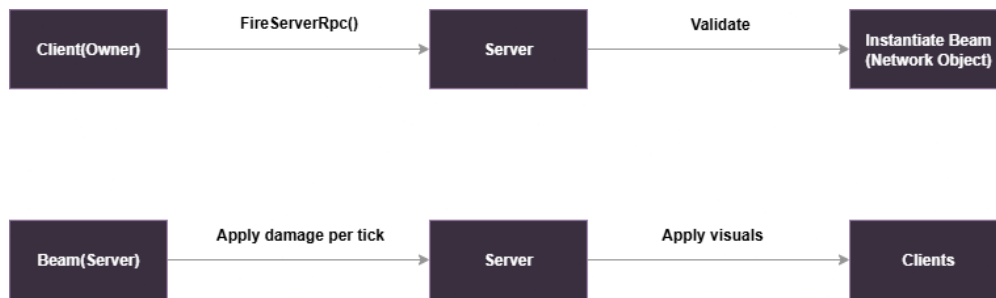 FireServerRpc()
Validate
Client(Owner)
Server
Instantiate Beam
(Network Object)
Apply damage per tick
Apply visuals
Beam(Server)
Server
Clients